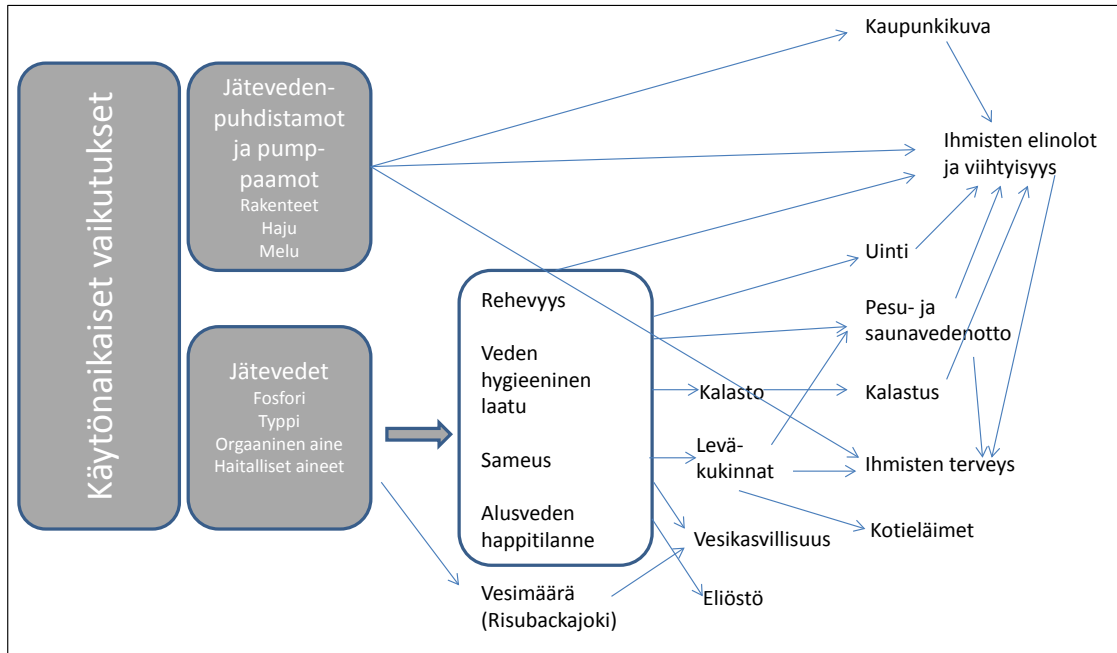 Käytönaikaiset vaikutukset
Jäteveden-
puhdistamot
ja pump-
paamot
Rakenteet
Haju
Melu
Jätevedet
Fosfori
Typpi
Orgaaninen aine
Haitalliset aineet
Rehevyys
Veden
hygieeninen
laatu
Sameus
Alusveden
happitilanne
Vesimäärä
(Risubackajoki)
Kalasto
Levä-
kukinnat
Vesikasvillisuus
Eliöstö
Kaupunkikuva
Ihmisten elinolot
ja viihtyisyys
Uinti
Pesu- ja
saunavedenotto
Kalastus
Ihmisten terveys
Kotieläimet